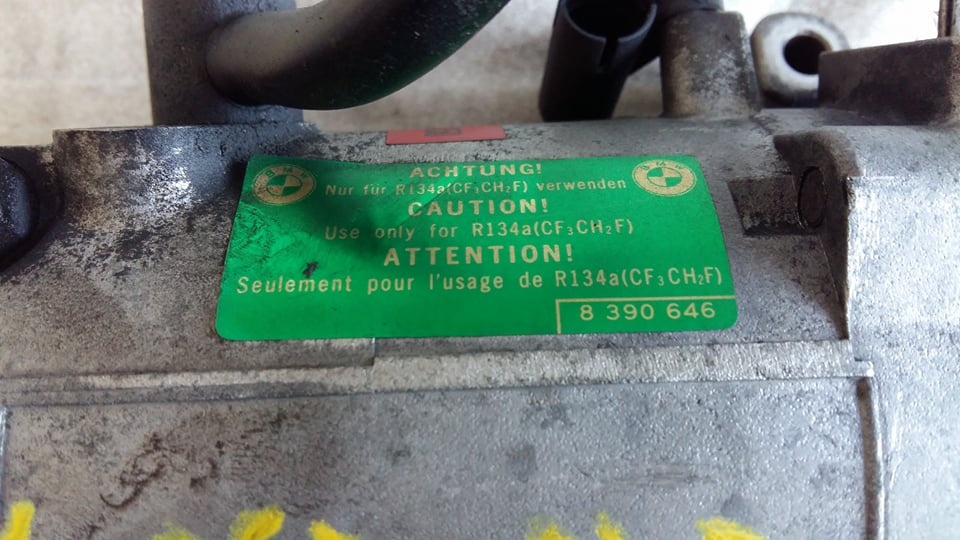 ACHTUNG!
Nur für R134a(CF₃CH₂F) verwenden
CAUTION!
Use only for R134a(CF₃CH₂F)
ATTENTION!
Seulement pour l'usage de R134a(CF₃CH₂F)
8 390 646